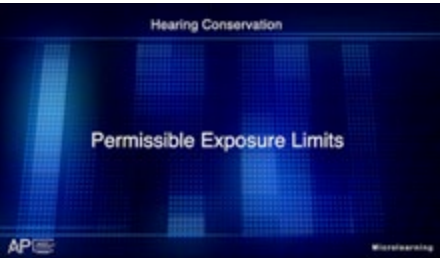 Hearing Conservation
Permissible Exposure Limits
AP
Microlearning